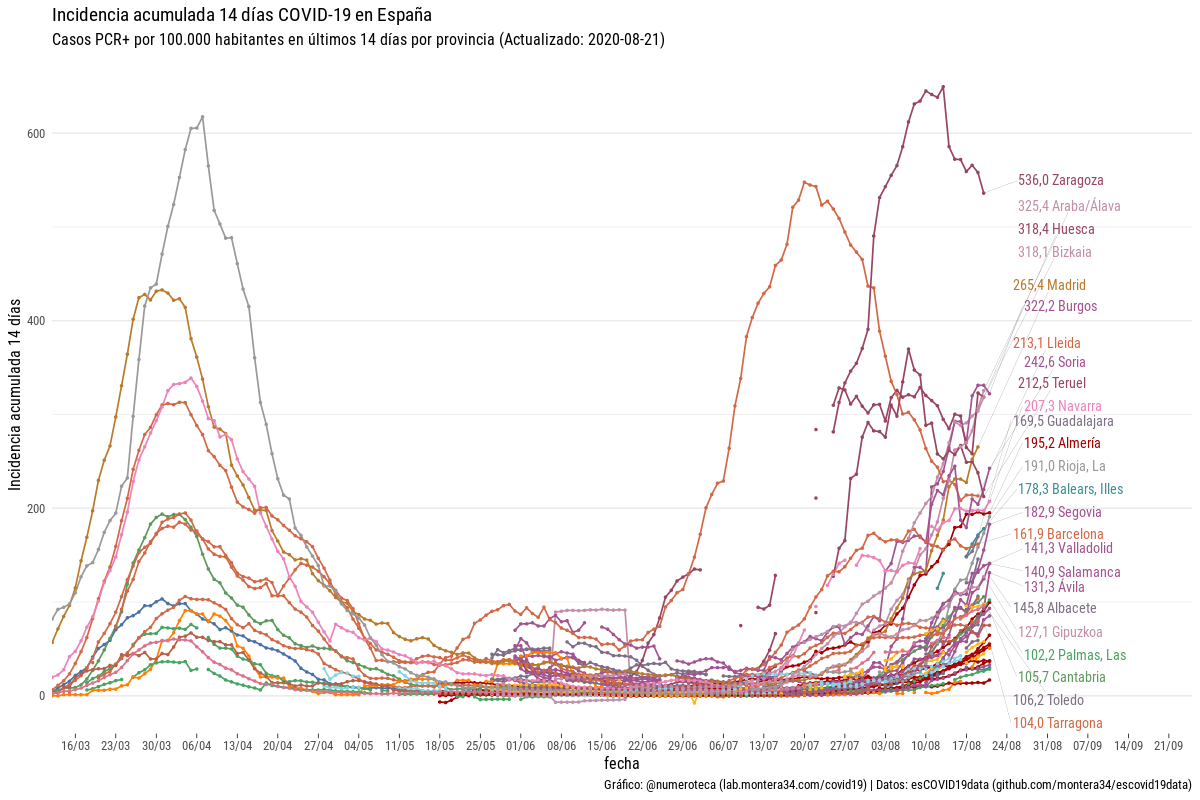 Incidencia acumulada 14 días COVID-19 en España
Casos PCR+ por 100.000 habitantes en últimos 14 días por provincia (Actualizado: 2020-08-21)
Incidencia acumulada 14 días
600
400
200
0
536,0 Zaragoza
325,4 Araba/Álava
318,4 Huesca
318,1 Bizkaia
265,4 Madrid
322,2 Burgos
213,1 Lleida
242,6 Soria
212,5 Teruel
207,3 Navarra
169,5 Guadalajara
195,2 Almería
191,0 Rioja, La
178,3 Balears, Illes
182,9 Segovia
161,9 Barcelona
141,3 Valladolid
140,9 Salamanca
131,3 Ávila
145,8 Albacete
127,1 Gipuzkoa
102,2 Palmas, Las
105,7 Cantabria
106,2 Toledo
104,0 Tarragona
16/03 23/03 30/03 6/04 13/04 20/04 27/04 04/05 11/05 18/05 25/05 01/06 08/06 15/06 22/06 29/06 06/07 13/07 20/07 27/07 03/08 10/08 17/08 24/08 31/08 07/09 14/09 21/09
fecha
Gráfico: @numeroteca (lab.montera34.com/covid19) | Datos: esCOVID19data (github.com/montera34/escovid19data)